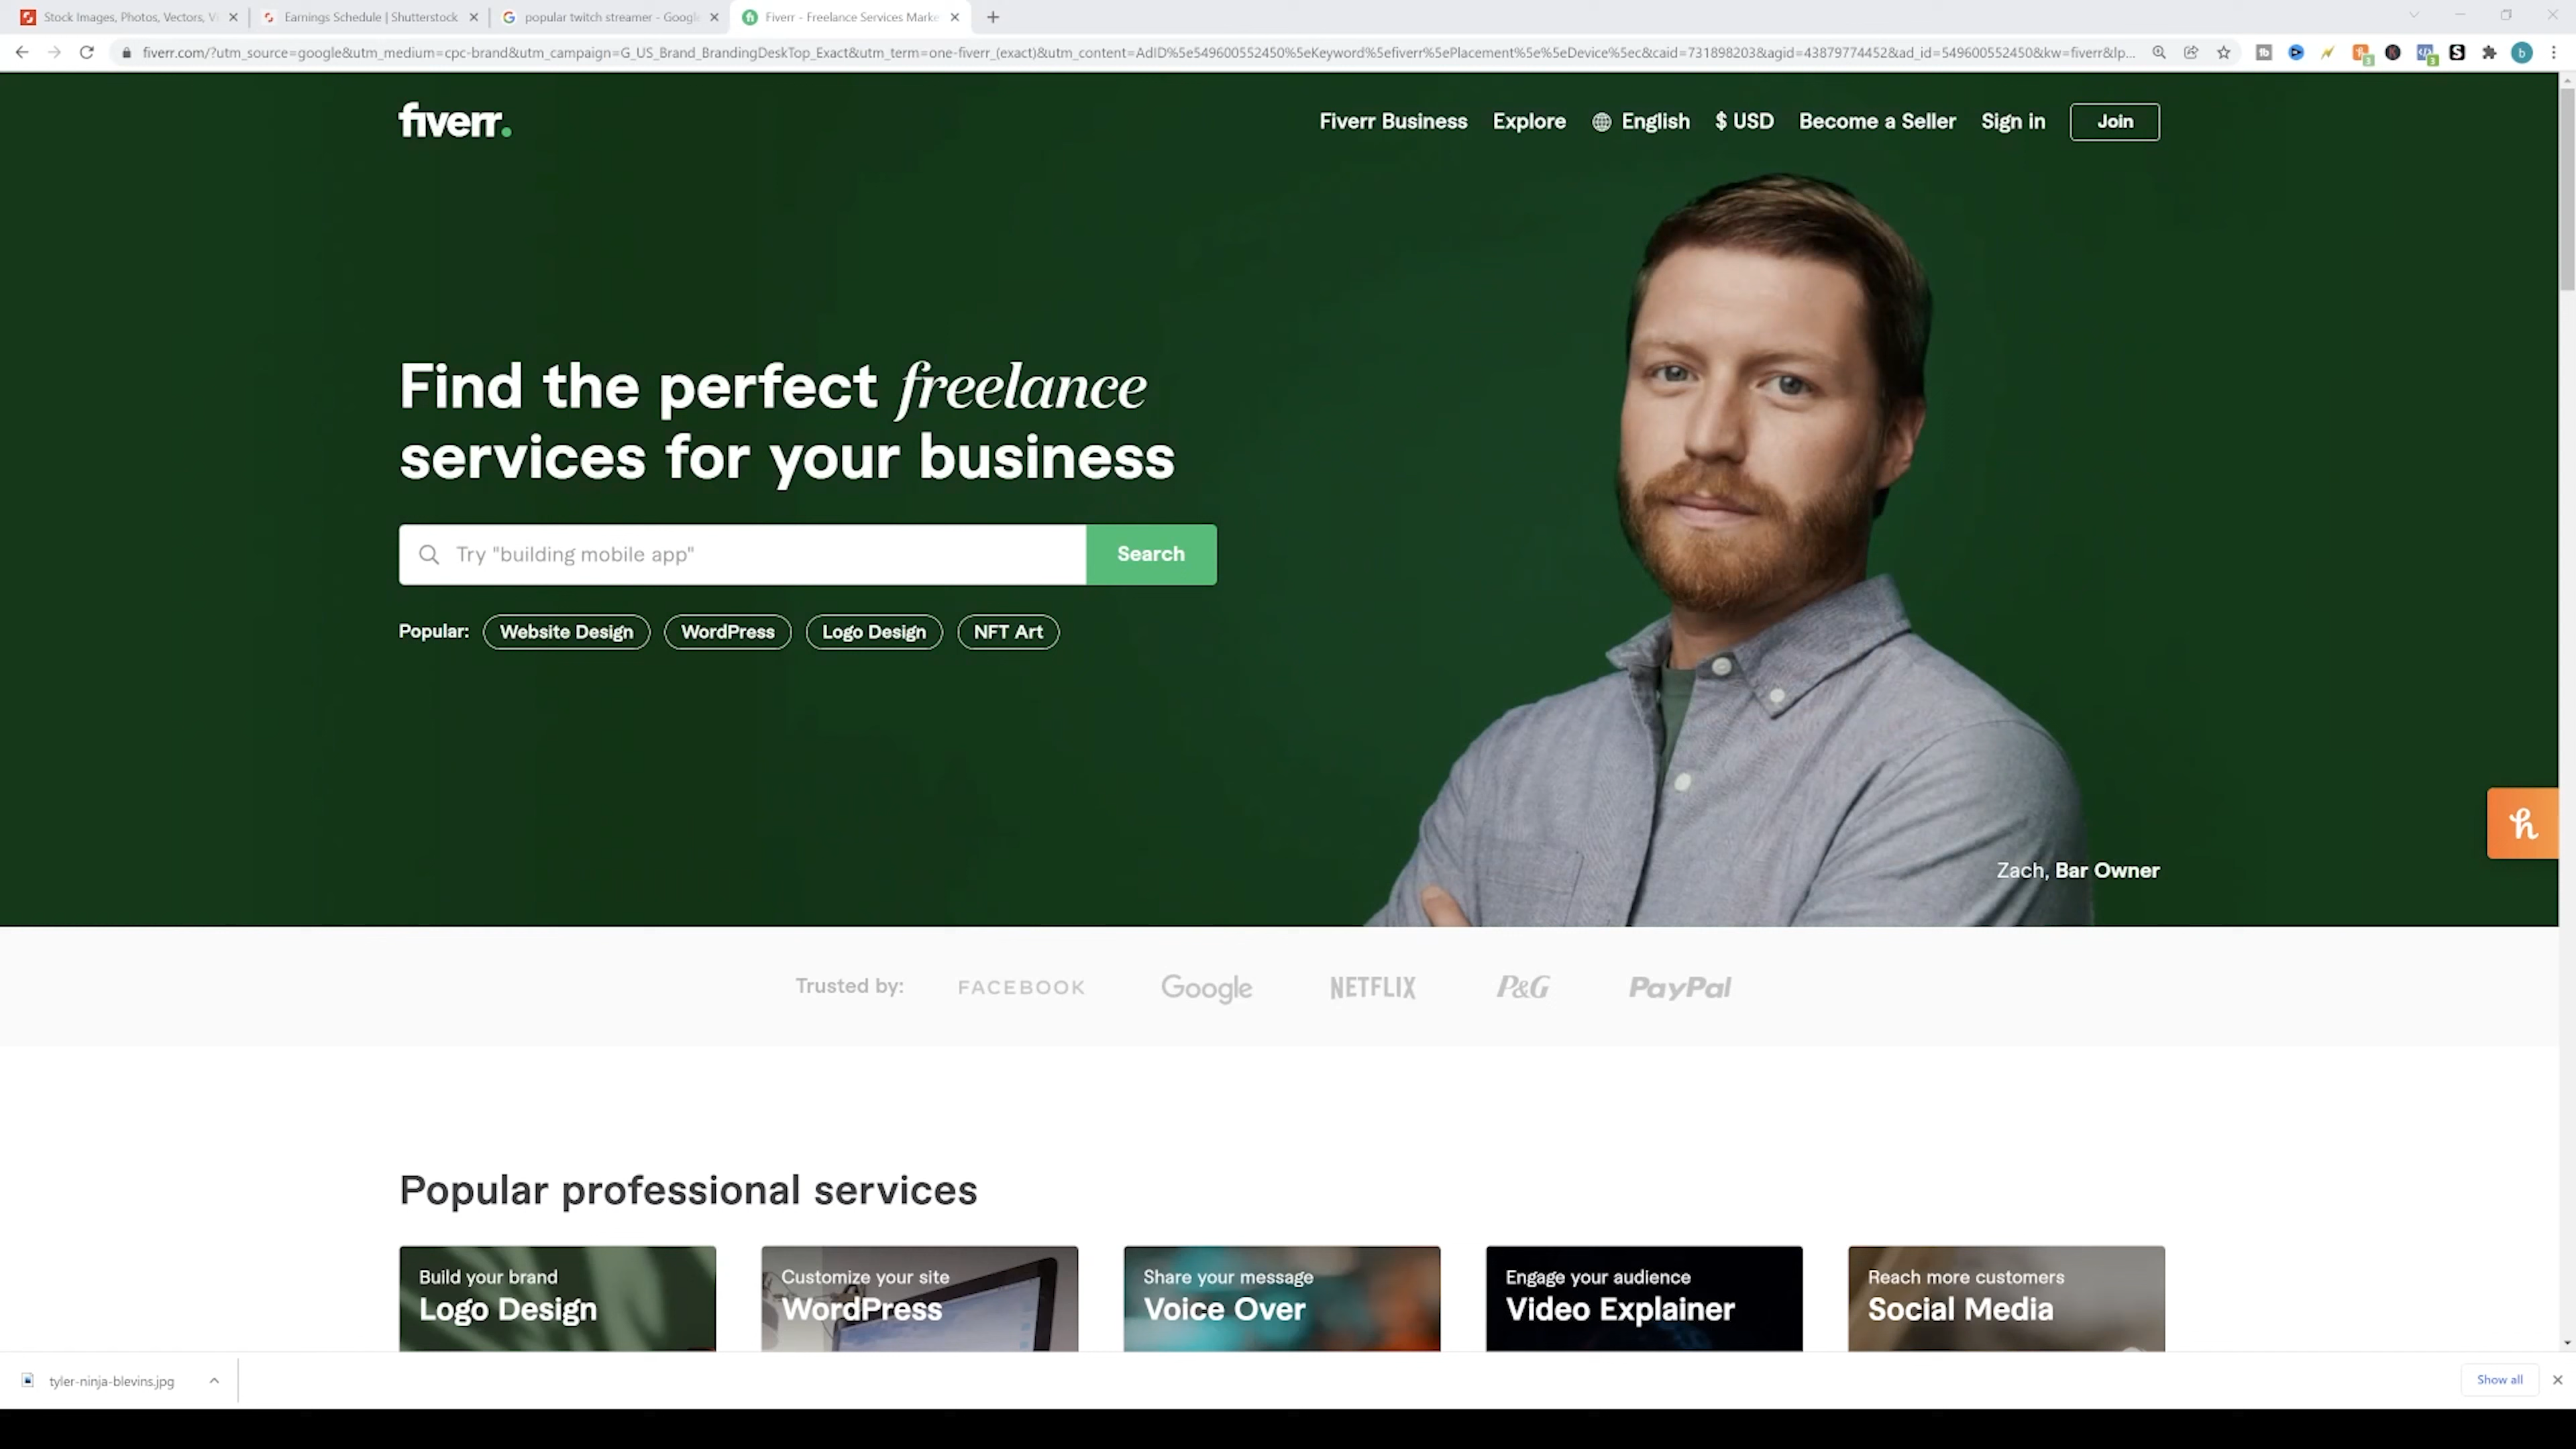 Stock Images, Photos, Vectors, Vi
Earnings Schedule | Shutterstock
popular twitch streamer - Google
Fiverr - Freelance Services Marke
fiverr.com/?utm_source=google&utm_medium=cpc-brand&utm_campaign=G_US_Brand_BrandingDeskTop_Exact&utm_term=one-fiverr_(exact)&utm_content=AdID%5e549600552450%5eKeyword%5efiverr%5ePlacement%5e%5eDevice%5ec&caid=731898203&agid=43879774452&ad_id=549600552450&kw=fiverr&lp...
fiverr.
Fiverr Business Explore English $ USD Become a Seller Sign in Join
Find the perfect freelance
services for your business
Try "building mobile app" Search
Popular: Website Design WordPress Logo Design NFT Art
Zach, Bar Owner
Trusted by: FACEBOOK Google NETFLIX P&G PayPal
Popular professional services
Build your brand
Logo Design
Customize your site
WordPress
Share your message
Voice Over
Engage your audience
Video Explainer
Reach more customers
Social Media
tyler-ninja-blevins.jpg
Show all